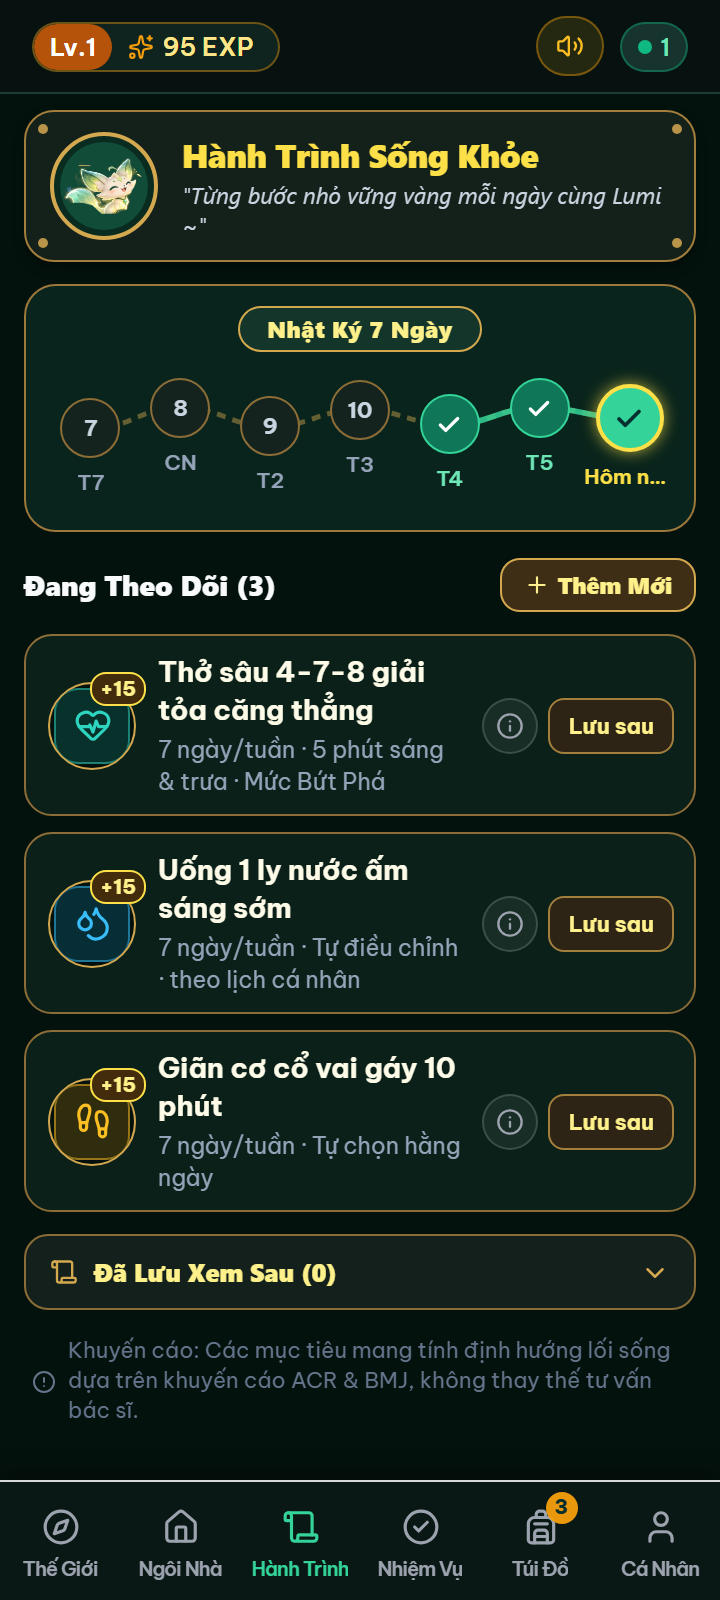 Lv.1 95 EXP 1
Hành Trình Sống Khỏe
"Từng bước nhỏ vững vàng mỗi ngày cùng Lumi
~"
Nhật Ký 7 Ngày
7 8 9 10
T7 CN T2 T3 T4 T5 Hôm n...
Đang Theo Dõi (3)
+ Thêm Mới
+15
Thở sâu 4-7-8 giải
tỏa căng thẳng
7 ngày/tuần · 5 phút sáng
& trưa · Mức Bứt Phá
Lưu sau
+15
Uống 1 ly nước ấm
sáng sớm
7 ngày/tuần · Tự điều chỉnh
· theo lịch cá nhân
Lưu sau
+15
Giãn cơ cổ vai gáy 10
phút
7 ngày/tuần · Tự chọn hằng
ngày
Lưu sau
Đã Lưu Xem Sau (0)
Khuyến cáo: Các mục tiêu mang tính định hướng lối sống
dựa trên khuyến cáo ACR & BMJ, không thay thế tư vấn
bác sĩ.
3
Thế Giới Ngôi Nhà Hành Trình Nhiệm Vụ Túi Đồ Cá Nhân